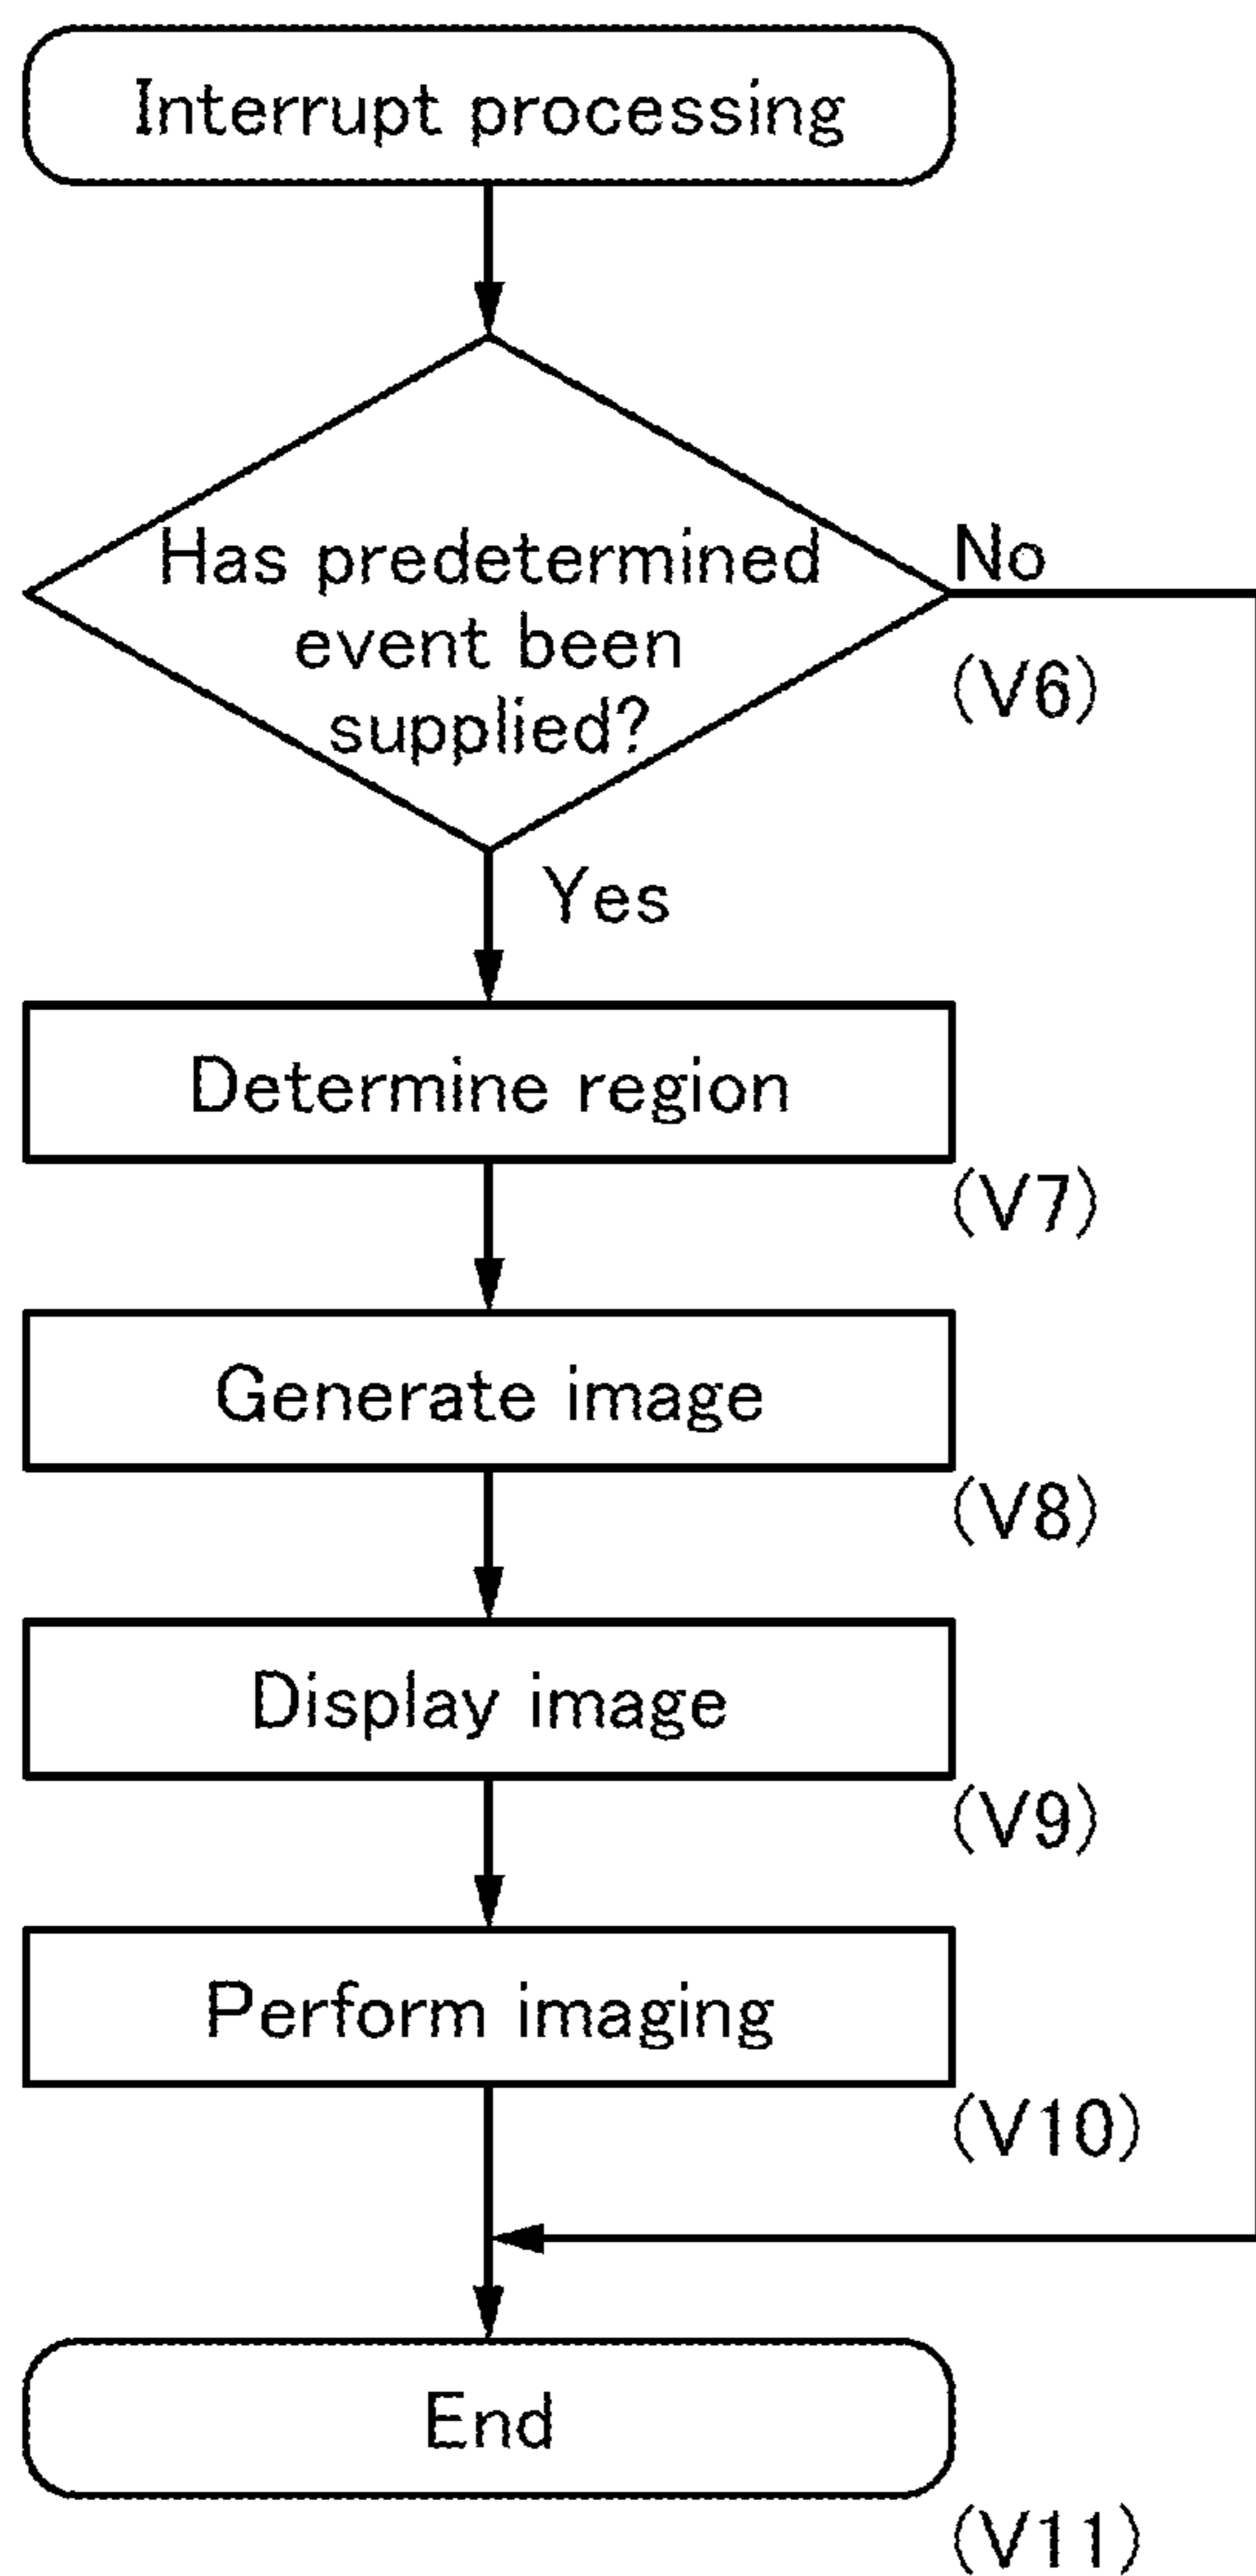 Interrupt processing
Has predetermined
event been
supplied?
No
(V6)
Yes
Determine region
(V7)
Generate image
(V8)
Display image
(V9)
Perform imaging
(V10)
End
(V11)